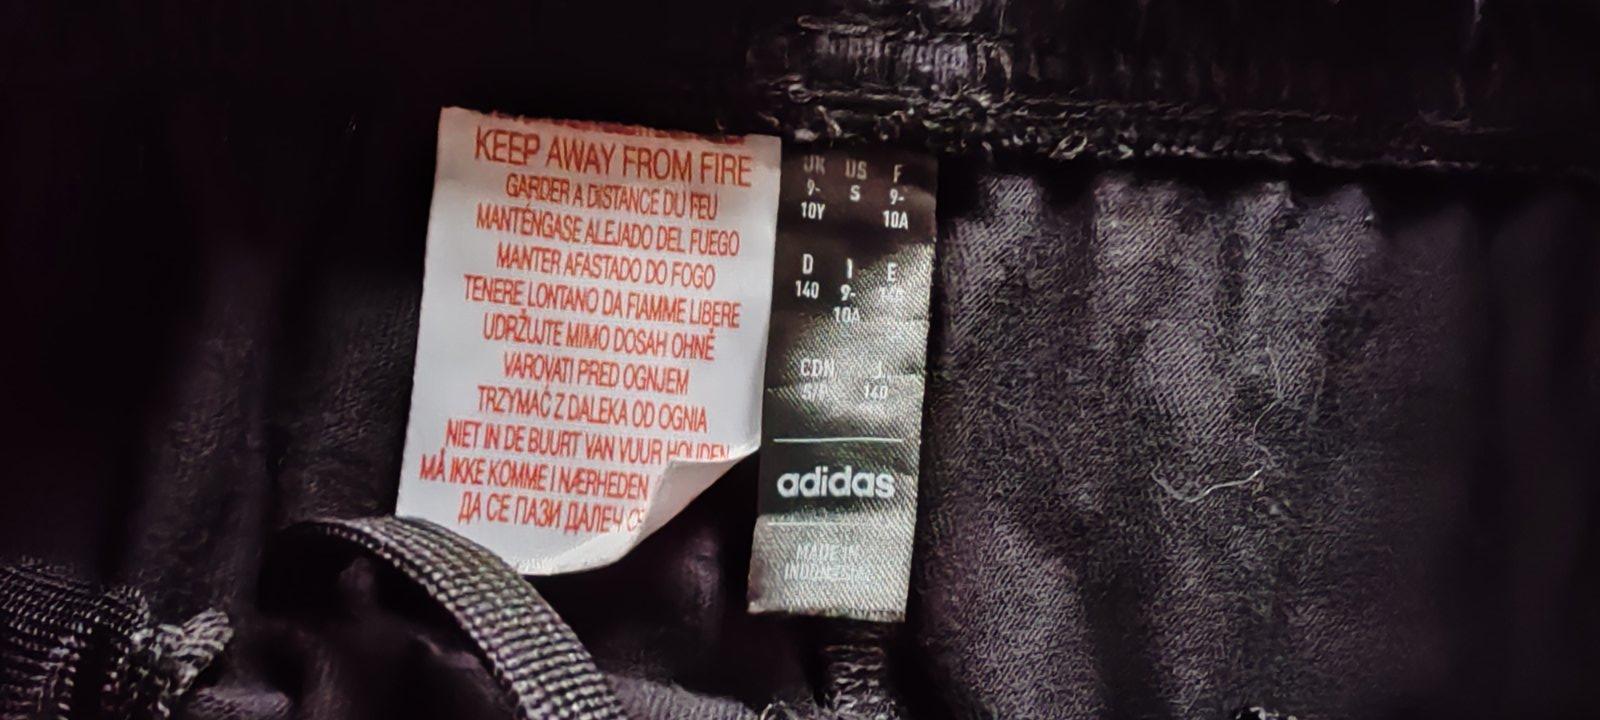 KEEP AWAY FROM FIRE
GARDER A DISTANCE DU FEU
MANTÉNGASE ALEJADO DEL FUEGO
MANTER AFASTADO DO FOGO
TENERE LONTANO DA FIAMME LIBERE
UDRŽUJTE MIMO DOSAH OHNĚ
VAROVATI PRED OGNJEM
TRZYMAĆ Z DALEKA OD OGNIA
NIET IN DE BUURT VAN VUUR HOUDEN
MÅ IKKE KOMME I NÆRHEDEN
ДА СЕ ПАЗИ ДАЛЕЧ
UK US F
9- S 9-
10Y 10A
D I E
140 9-
10A
CDN J
140
adidas
MADE IN
INDONESIA